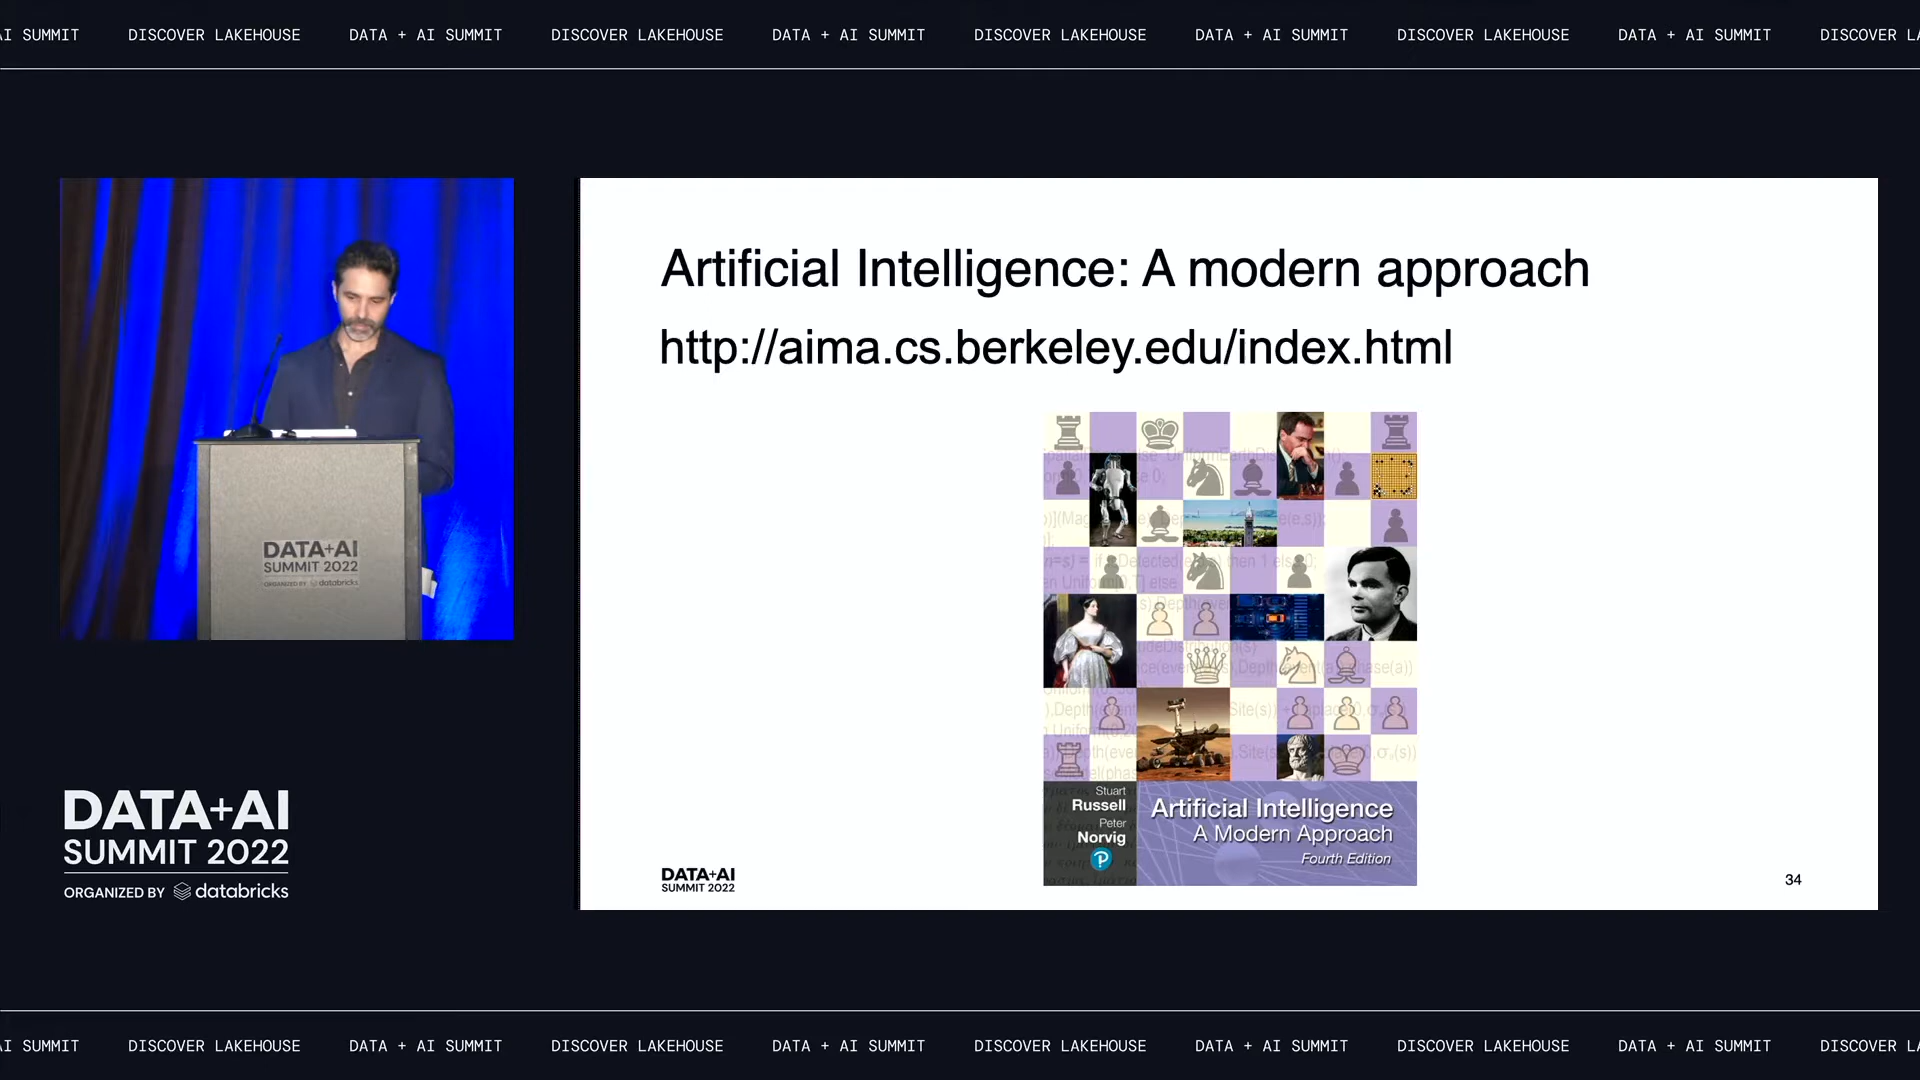 AI SUMMIT DISCOVER LAKEHOUSE DATA + AI SUMMIT DISCOVER LAKEHOUSE DATA + AI SUMMIT DISCOVER LAKEHOUSE DATA + AI SUMMIT DISCOVER LAKEHOUSE DATA + AI SUMMIT DISCOVER LA
Artificial Intelligence: A modern approach
http://aima.cs.berkeley.edu/index.html
DATA+AI
SUMMIT 2022
ORGANIZED BY databricks
Stuart
Russell
Peter
Norvig
P
Artificial Intelligence
A Modern Approach
Fourth Edition
DATA+AI
SUMMIT 2022
ORGANIZED BY databricks
DATA+AI
SUMMIT 2022
34
AI SUMMIT DISCOVER LAKEHOUSE DATA + AI SUMMIT DISCOVER LAKEHOUSE DATA + AI SUMMIT DISCOVER LAKEHOUSE DATA + AI SUMMIT DISCOVER LAKEHOUSE DATA + AI SUMMIT DISCOVER LA